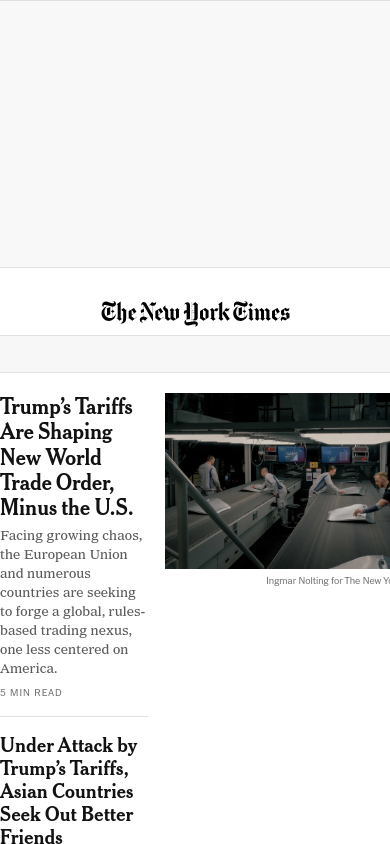 The New York Times
Trump’s Tariffs
Are Shaping
New World
Trade Order,
Minus the U.S.
Facing growing chaos,
the European Union
and numerous
countries are seeking
to forge a global, rules-
based trading nexus,
one less centered on
America.
5 MIN READ
Ingmar Nolting for The New Yo
Under Attack by
Trump’s Tariffs,
Asian Countries
Seek Out Better
Friends